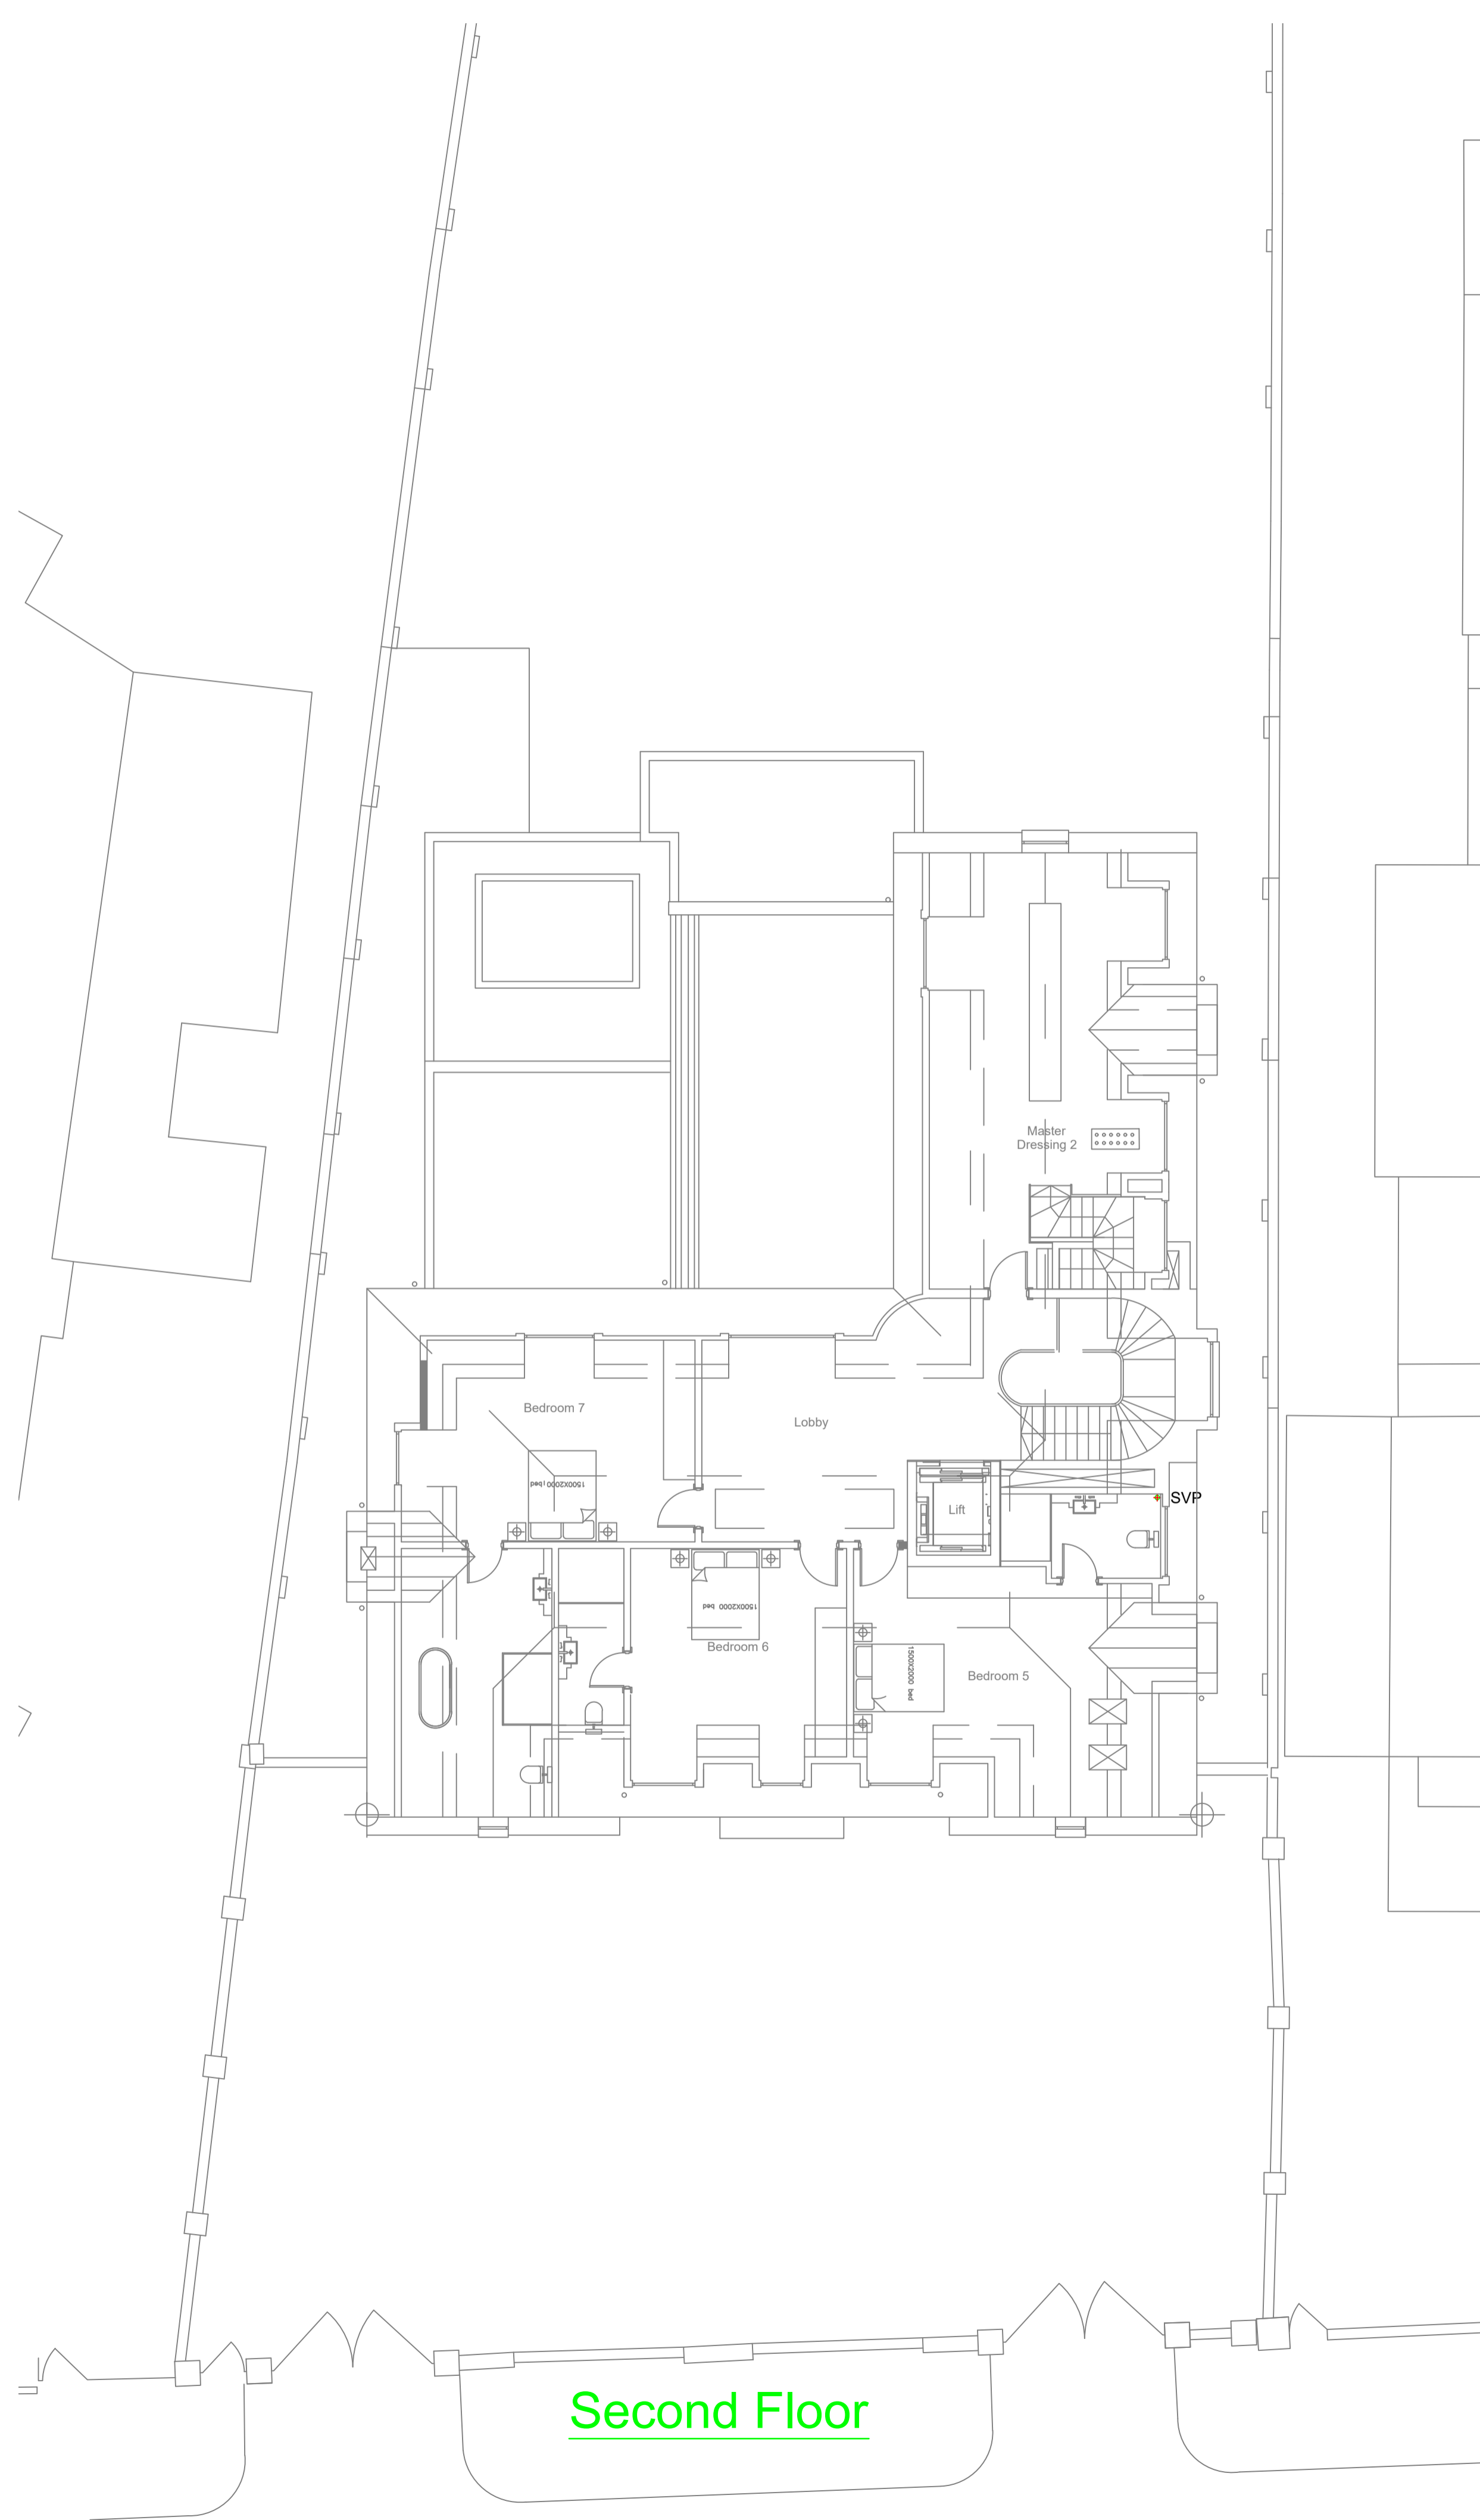 Master
Dressing 2
Bedroom 7
Lobby
1500X2000 bed
SVP
Lift
1500X2000 bed
Bedroom 6
1500X2000 bed
Bedroom 5
Second Floor